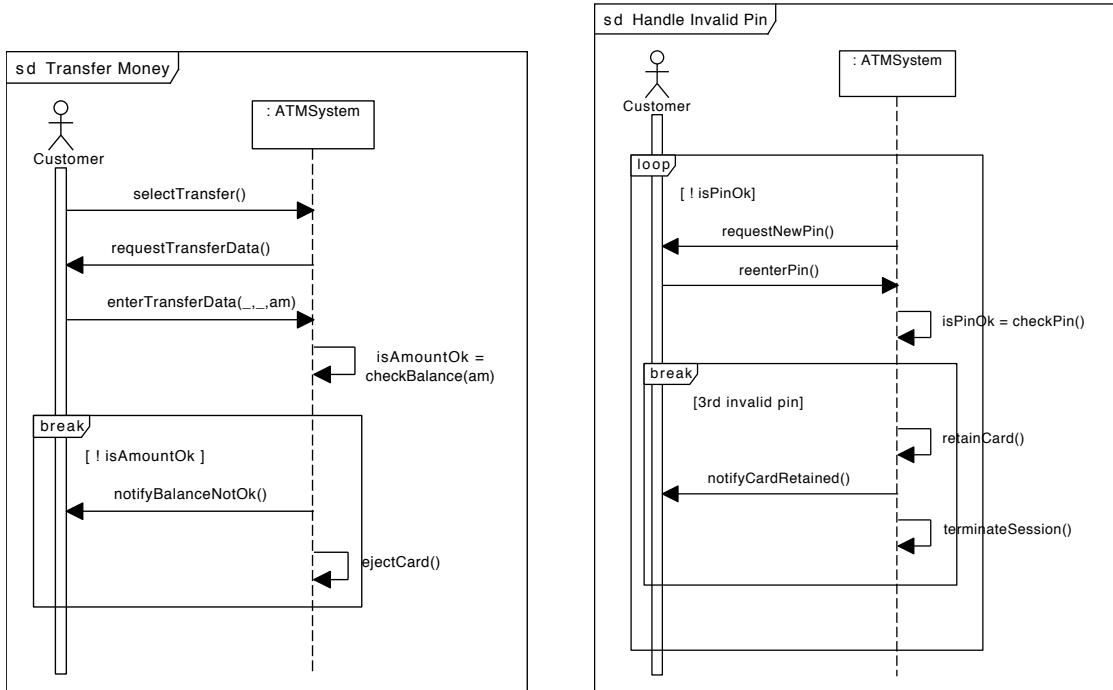 sd Transfer Money
: ATMSystem
Customer
selectTransfer()
requestTransferData()
enterTransferData(_,_,am)
isAmountOk =
checkBalance(am)
break
[ ! isAmountOk ]
notifyBalanceNotOk()
ejectCard()
sd Handle Invalid Pin
: ATMSystem
Customer
loop
[ ! isPinOk]
requestNewPin()
reenterPin()
isPinOk = checkPin()
break
[3rd invalid pin]
retainCard()
notifyCardRetained()
terminateSession()